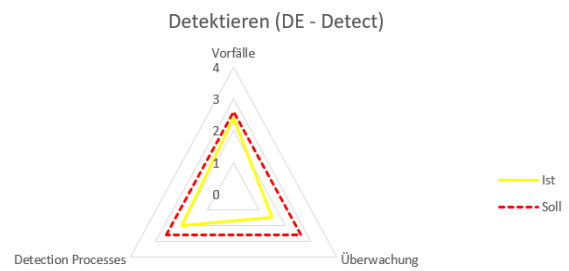 Detektieren (DE - Detect)
Vorfälle
4
3
2
1
0
Ist
Soll
Detection Processes
Überwachung